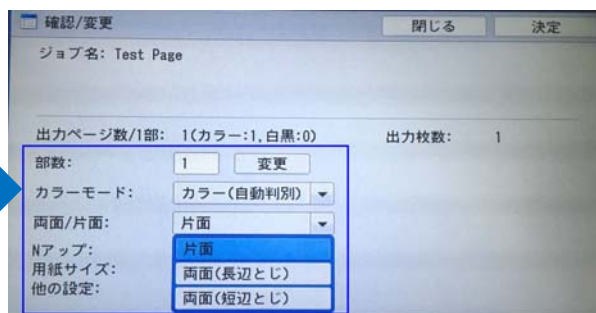 確認/変更 閉じる 決定
ジョブ名: Test Page
出力ページ数/1部: 1(カラー:1,白黒:0) 出力枚数: 1
部数: 1 変更
カラーモード: カラー(自動判別)
両面/片面: 片面
Nアップ: 片面
用紙サイズ: 両面(長辺とじ)
他の設定: 両面(短辺とじ)